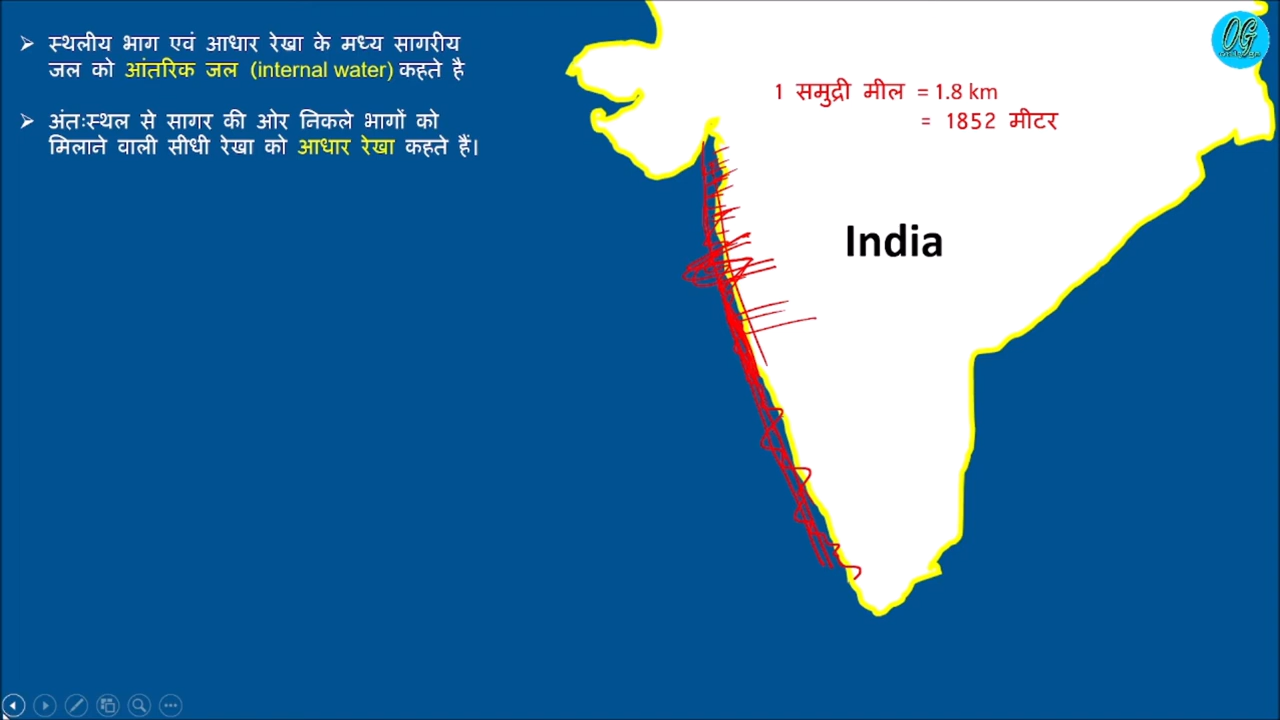 स्थलीय भाग एवं आधार रेखा के मध्य सागरीय
जल को आंतरिक जल (internal water) कहते है
अंतःस्थल से सागर की ओर निकले भागों को
मिलाने वाली सीधी रेखा को आधार रेखा कहते हैं।
1 समुद्री मील = 1.8 km
= 1852 मीटर
India
OG